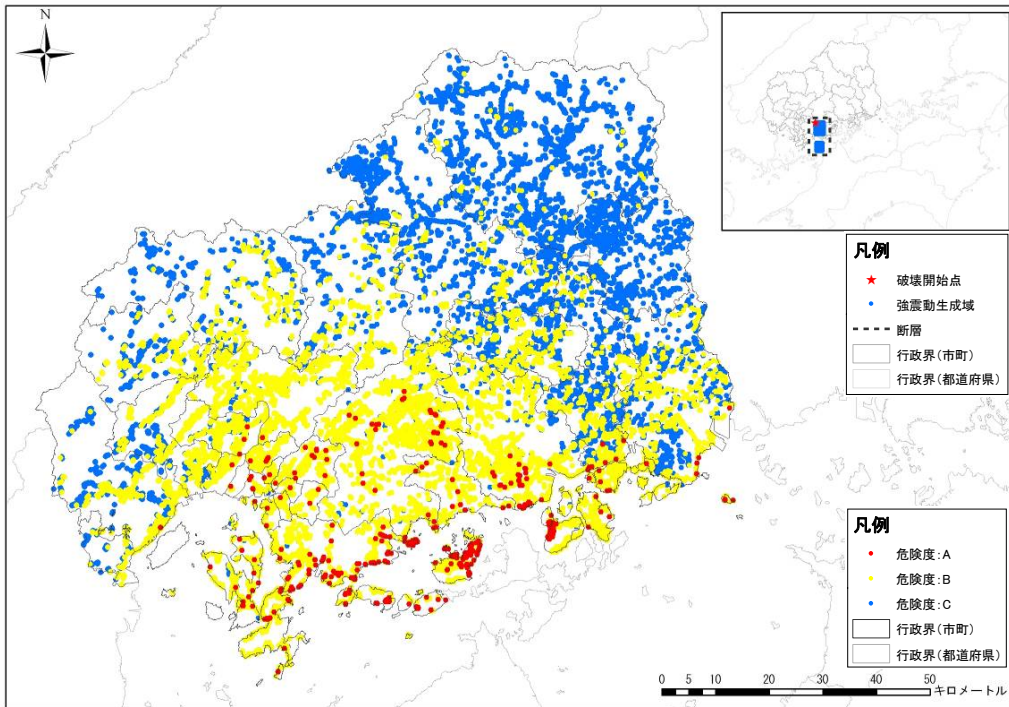 N
凡例
破壊開始点
強震動生成域
断層
行政界(市町)
行政界(都道府県)
凡例
危険度:A
危険度:B
危険度:C
行政界(市町)
行政界(都道府県)
0 5 10 20 30 40 50
キロメートル